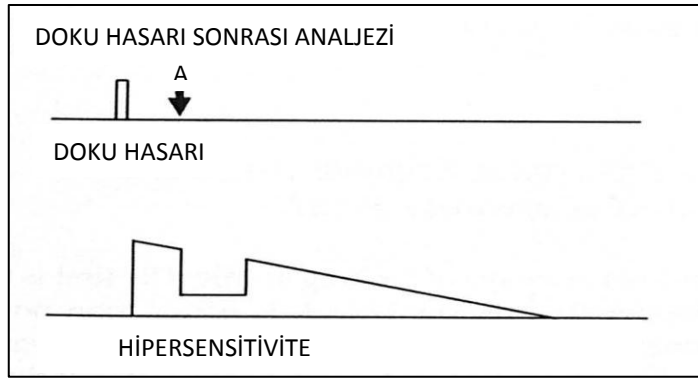 DOKU HASARI SONRASI ANALJEZİ
A
DOKU HASARI
HİPERSENSİTİVİTE